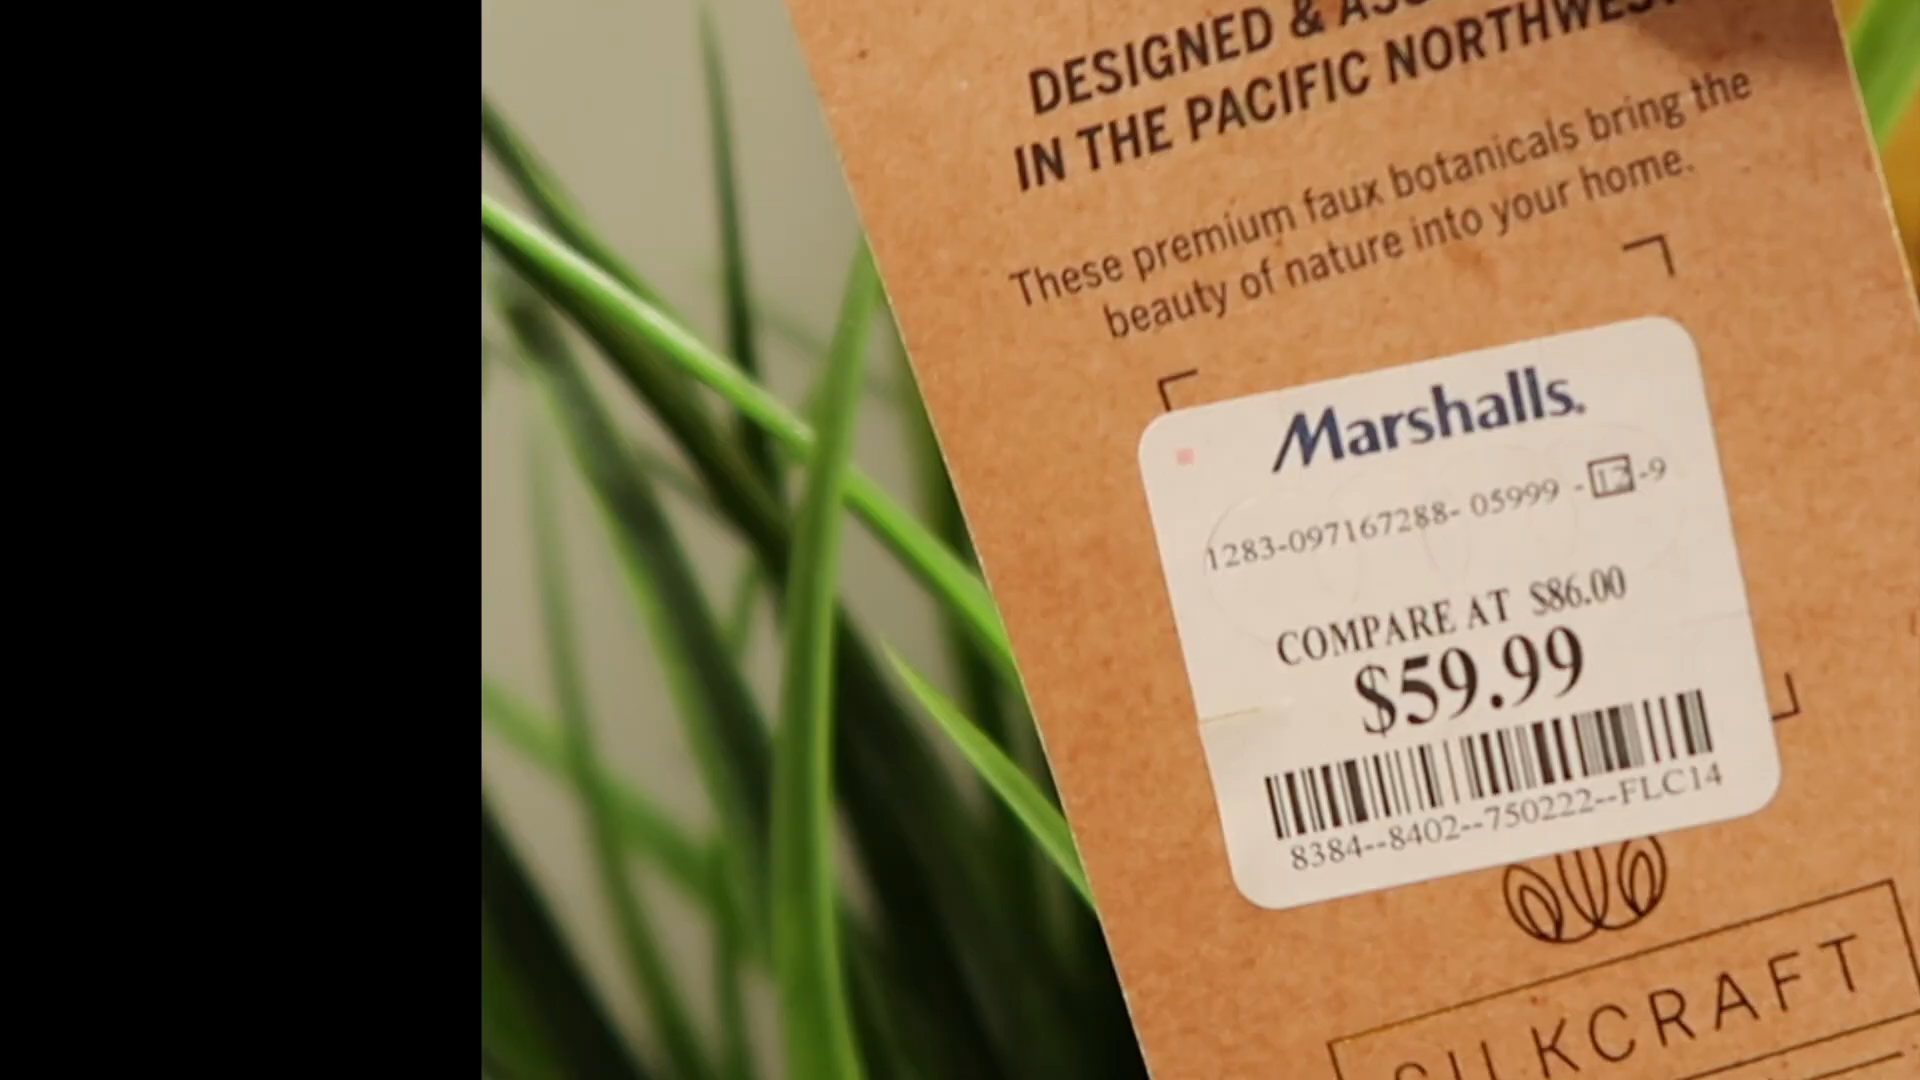 DESIGNED &
IN THE PACIFIC NORTHWEST
These premium faux botanicals bring the
beauty of nature into your home.
Marshalls.
1283-097167288- 05999 -12-9
COMPARE AT $86.00
$59.99
8384--8402--750222--FLC14
SILKCRAFT